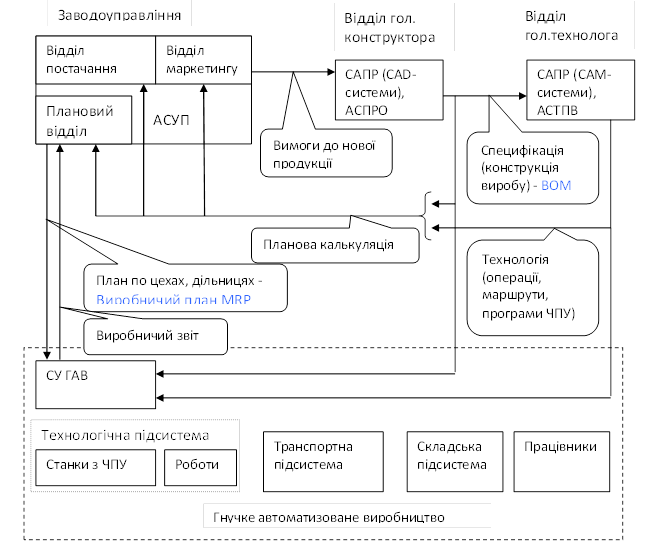 Заводоуправління
Відділ гол.
конструктора
Відділ
гол.технолога
Відділ
постачання
Відділ
маркетингу
САПР (CAD-
системи),
АСПРО
САПР (САМ-
системи),
АСТПВ
Плановий
відділ
АСУП
Вимоги до нової
продукції
Специфікація
(конструкція
виробу) - BOM
Планова калькуляція
Технологія
(операції,
маршрути,
програми ЧПУ)
План по цехах, дільницях -
Виробничий план MRP
Виробничий звіт
СУ ГАВ
Технологічна підсистема
Станки з ЧПУ
Роботи
Транспортна
підсистема
Складська
підсистема
Працівники
Гнучке автоматизоване виробництво